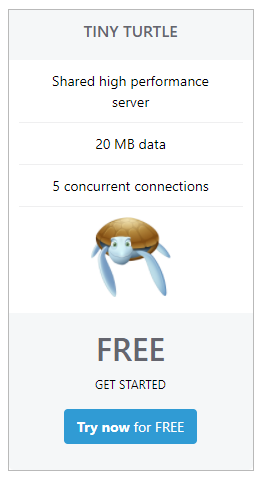 TINY TURTLE
Shared high performance
server
20 MB data
5 concurrent connections
FREE
GET STARTED
Try now for FREE